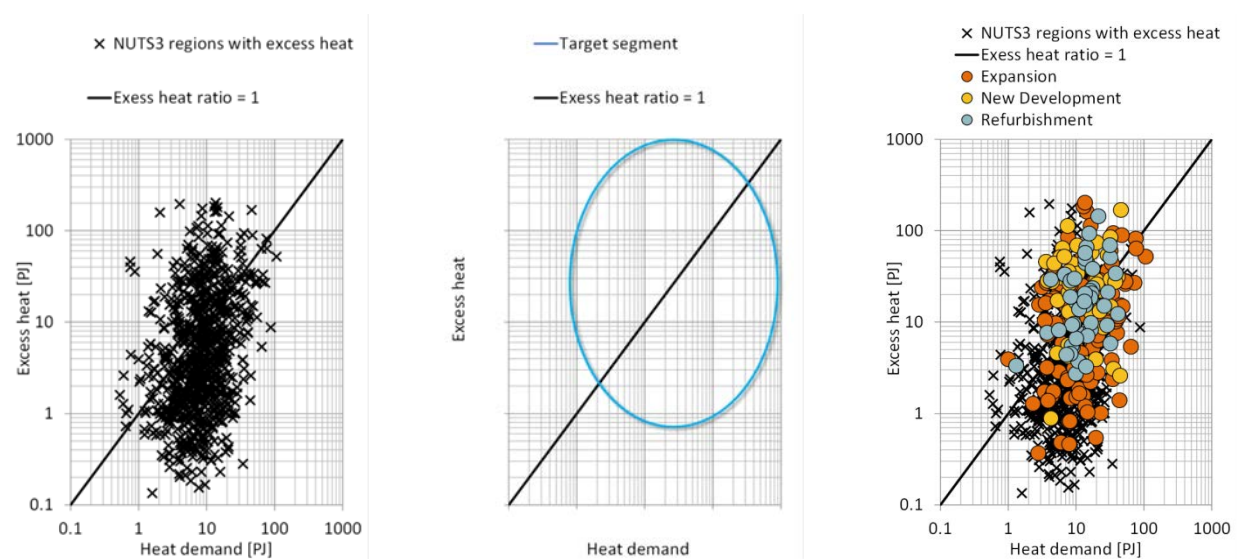 NUTS3 regions with excess heat
Exess heat ratio = 1
1000
100
10
1
0.1
Excess heat [PJ]
0.1
1
10
100
1000
Heat demand [PJ]
Target segment
Exess heat ratio = 1
Excess heat
Heat demand
NUTS3 regions with excess heat
Exess heat ratio = 1
Expansion
New Development
Refurbishment
1000
100
10
1
0.1
Excess heat [PJ]
0.1
1
10
100
1000
Heat demand [PJ]